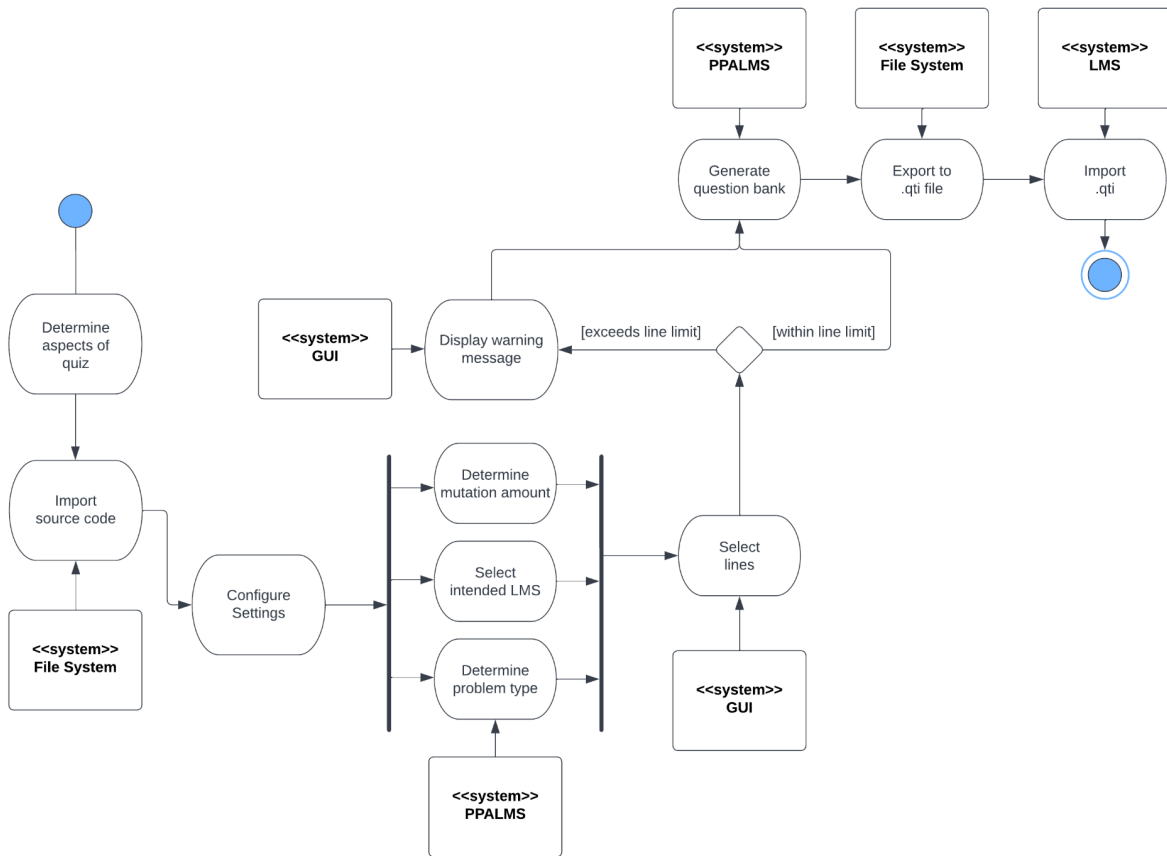 <<system>>
PPALMS
<<system>>
File System
<<system>>
LMS
Generate
question bank
Export to
.qti file
Import
.qti
Determine
aspects of
quiz
<<system>>
GUI
Display warning
message
[exceeds line limit]
[within line limit]
Import
source code
Determine
mutation amount
Configure
Settings
Select
intended LMS
Select
lines
<<system>>
File System
Determine
problem type
<<system>>
GUI
<<system>>
PPALMS